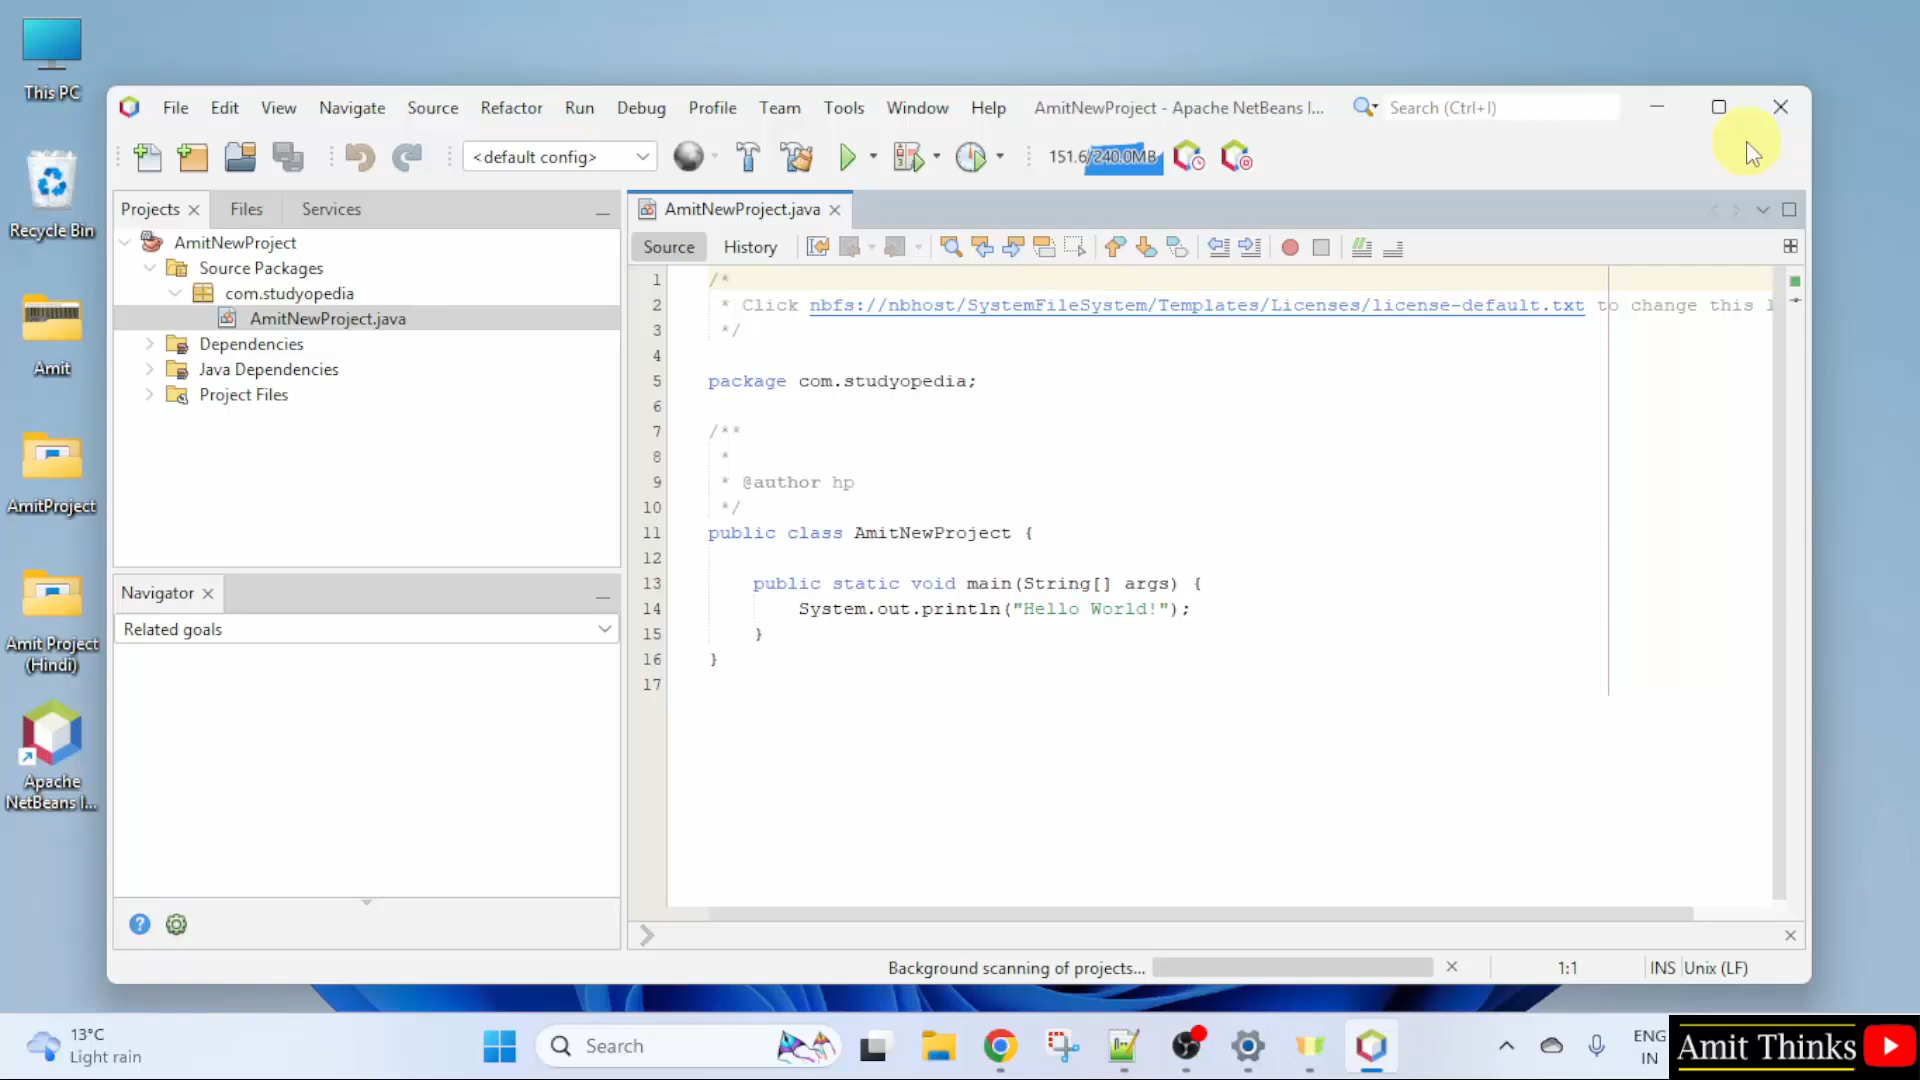 This PC
Recycle Bin
Amit
AmitProject
Amit Project
(Hindi)
Apache
NetBeans I...
File Edit View Navigate Source Refactor Run Debug Profile Team Tools Window Help AmitNewProject - Apache NetBeans I... Search (Ctrl+I)
<default config> 151.6/240.0MB
Projects Files Services
AmitNewProject
Source Packages
com.studyopedia
AmitNewProject.java
Dependencies
Java Dependencies
Project Files
Navigator
Related goals
AmitNewProject.java
Source History
1 /*
2 * Click nbfs://nbhost/SystemFileSystem/Templates/Licenses/license-default.txt to change this l
3 */
4
5 package com.studyopedia;
6
7 /**
8 *
9 * @author hp
10 */
11 public class AmitNewProject {
12
13 public static void main(String[] args) {
14 System.out.println("Hello World!");
15 }
16 }
17
Background scanning of projects... 1:1 INS Unix (LF)
13°C
Light rain
Search
ENG
IN
Amit Thinks